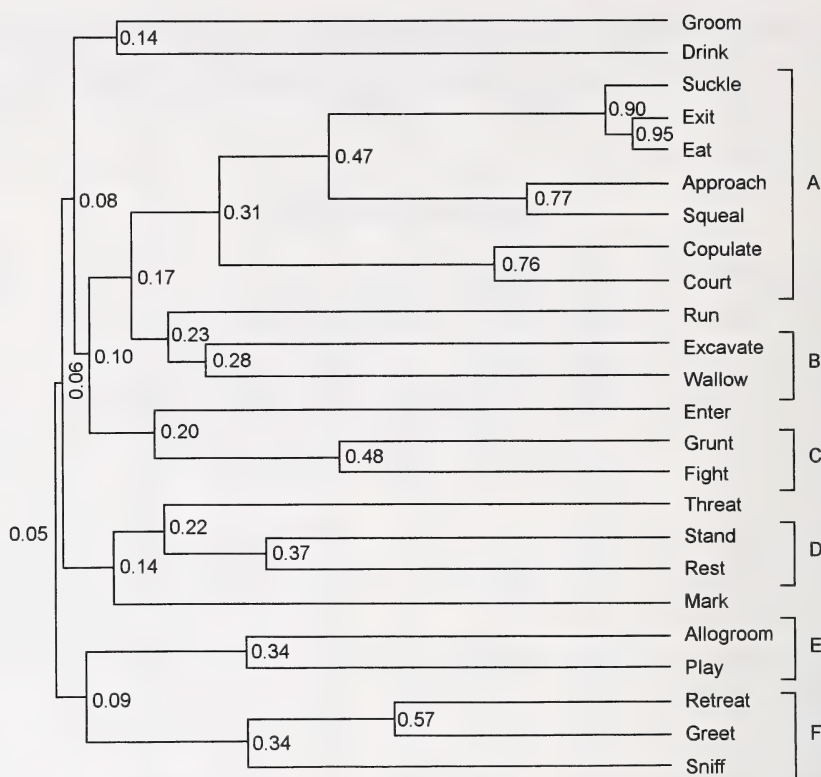 Groom
0.14
Drink
Suckle
0.90
Exit
0.95
Eat
0.47
Approach
A
0.77
0.08
Squeal
0.31
Copulate
0.76
0.17
Court
Run
0.23
Excavate
0.10
0.28
B
0.06
Wallow
Enter
0.20
Grunt
0.48
C
Fight
Threat
0.22
0.05
Stand
0.37
D
0.14
Rest
Mark
Allogroom
0.34
E
Play
0.09
Retreat
0.57
Greet
F
0.34
Sniff